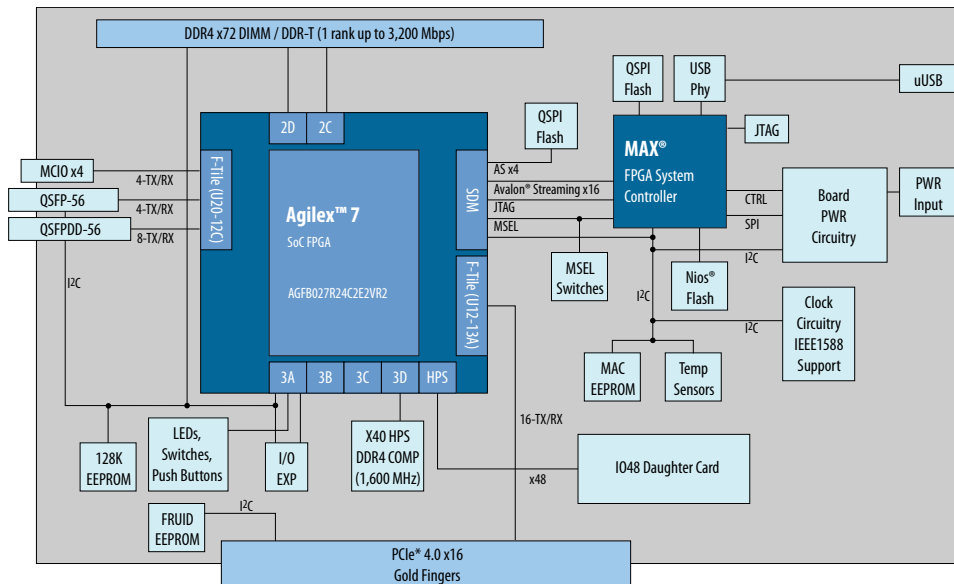 DDR4 x72 DIMM / DDR-T (1 rank up to 3,200 Mbps)
QSPI
Flash
USB
Phy
uUSB
2D
2C
QSPI
Flash
MAX®
FPGA System
Controller
JTAG
MCIO x4
4-TX/RX
QSFP-56
4-TX/RX
QSFPDD-56
8-TX/RX
I²C
F-Tile (U20-12C)
Agilex™ 7
SoC FPGA
AGFB027R24C2E2VR2
SDM
AS x4
Avalon® Streaming x16
JTAG
MSEL
CTRL
SPI
I²C
Board
PWR
Circuitry
PWR
Input
MSEL
Switches
I²C
Nios®
Flash
F-Tile (U12-13A)
I²C
Clock
Circuitry
IEEE1588
Support
MAC
EEPROM
Temp
Sensors
3A
3B
3C
3D
HPS
16-TX/RX
128K
EEPROM
LEDs,
Switches,
Push Buttons
I/O
EXP
X40 HPS
DDR4 COMP
(1,600 MHz)
x48
IO48 Daughter Card
FRUID
EEPROM
I²C
PCIe® 4.0 x16
Gold Fingers